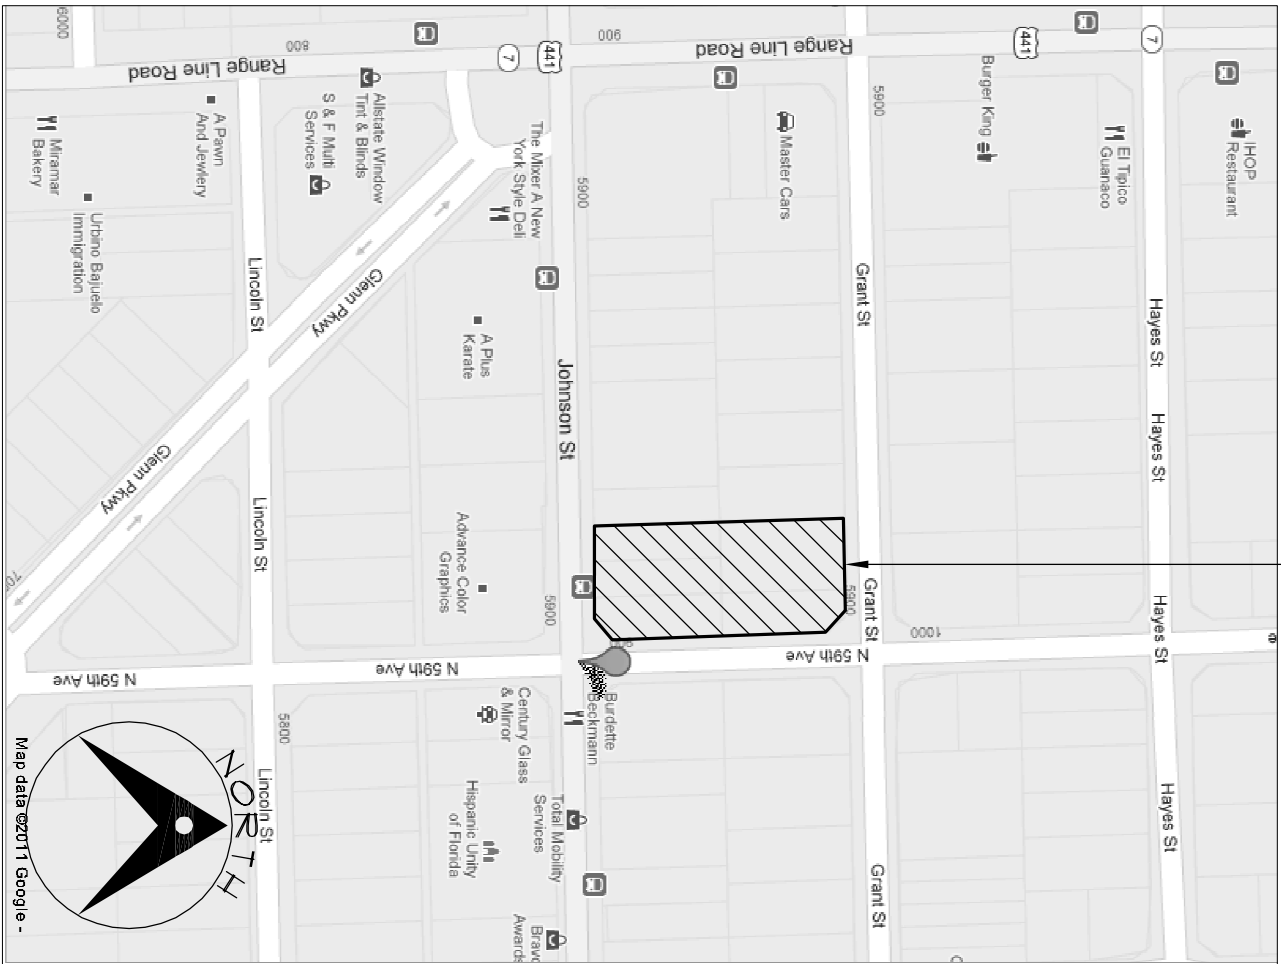 6000
Range Line Road
800
7
441
900
Range Line Road
441
7
Miramar
Bakery
A Pawn
And Jewlery
Urbino Bajuelo
Immigration
S & F Multi
Services
Allstate Window
Tint & Blinds
The Mixer A New
York Style Deli
5900
Master Cars
5900
Burger King
El Tipico
Guanaco
IHOP
Restaurant
Lincoln St
Glenn Pkwy
A Plus
Karate
Johnson St
Grant St
Hayes St
Hayes St
Glenn Pkwy
Lincoln St
Advance Color
Graphics
5900
5900
Grant St
Hayes St
1000
N 59th Ave
N 59th Ave
N 59th Ave
5800
Lincoln St
Century Glass
& Mirror
Burdette
Beckmann
Hispanic Unity
of Florida
Total Mobility
Services
Bravo
Awards
Grant St
Hayes St
NORTH
Map data ©2011 Google -